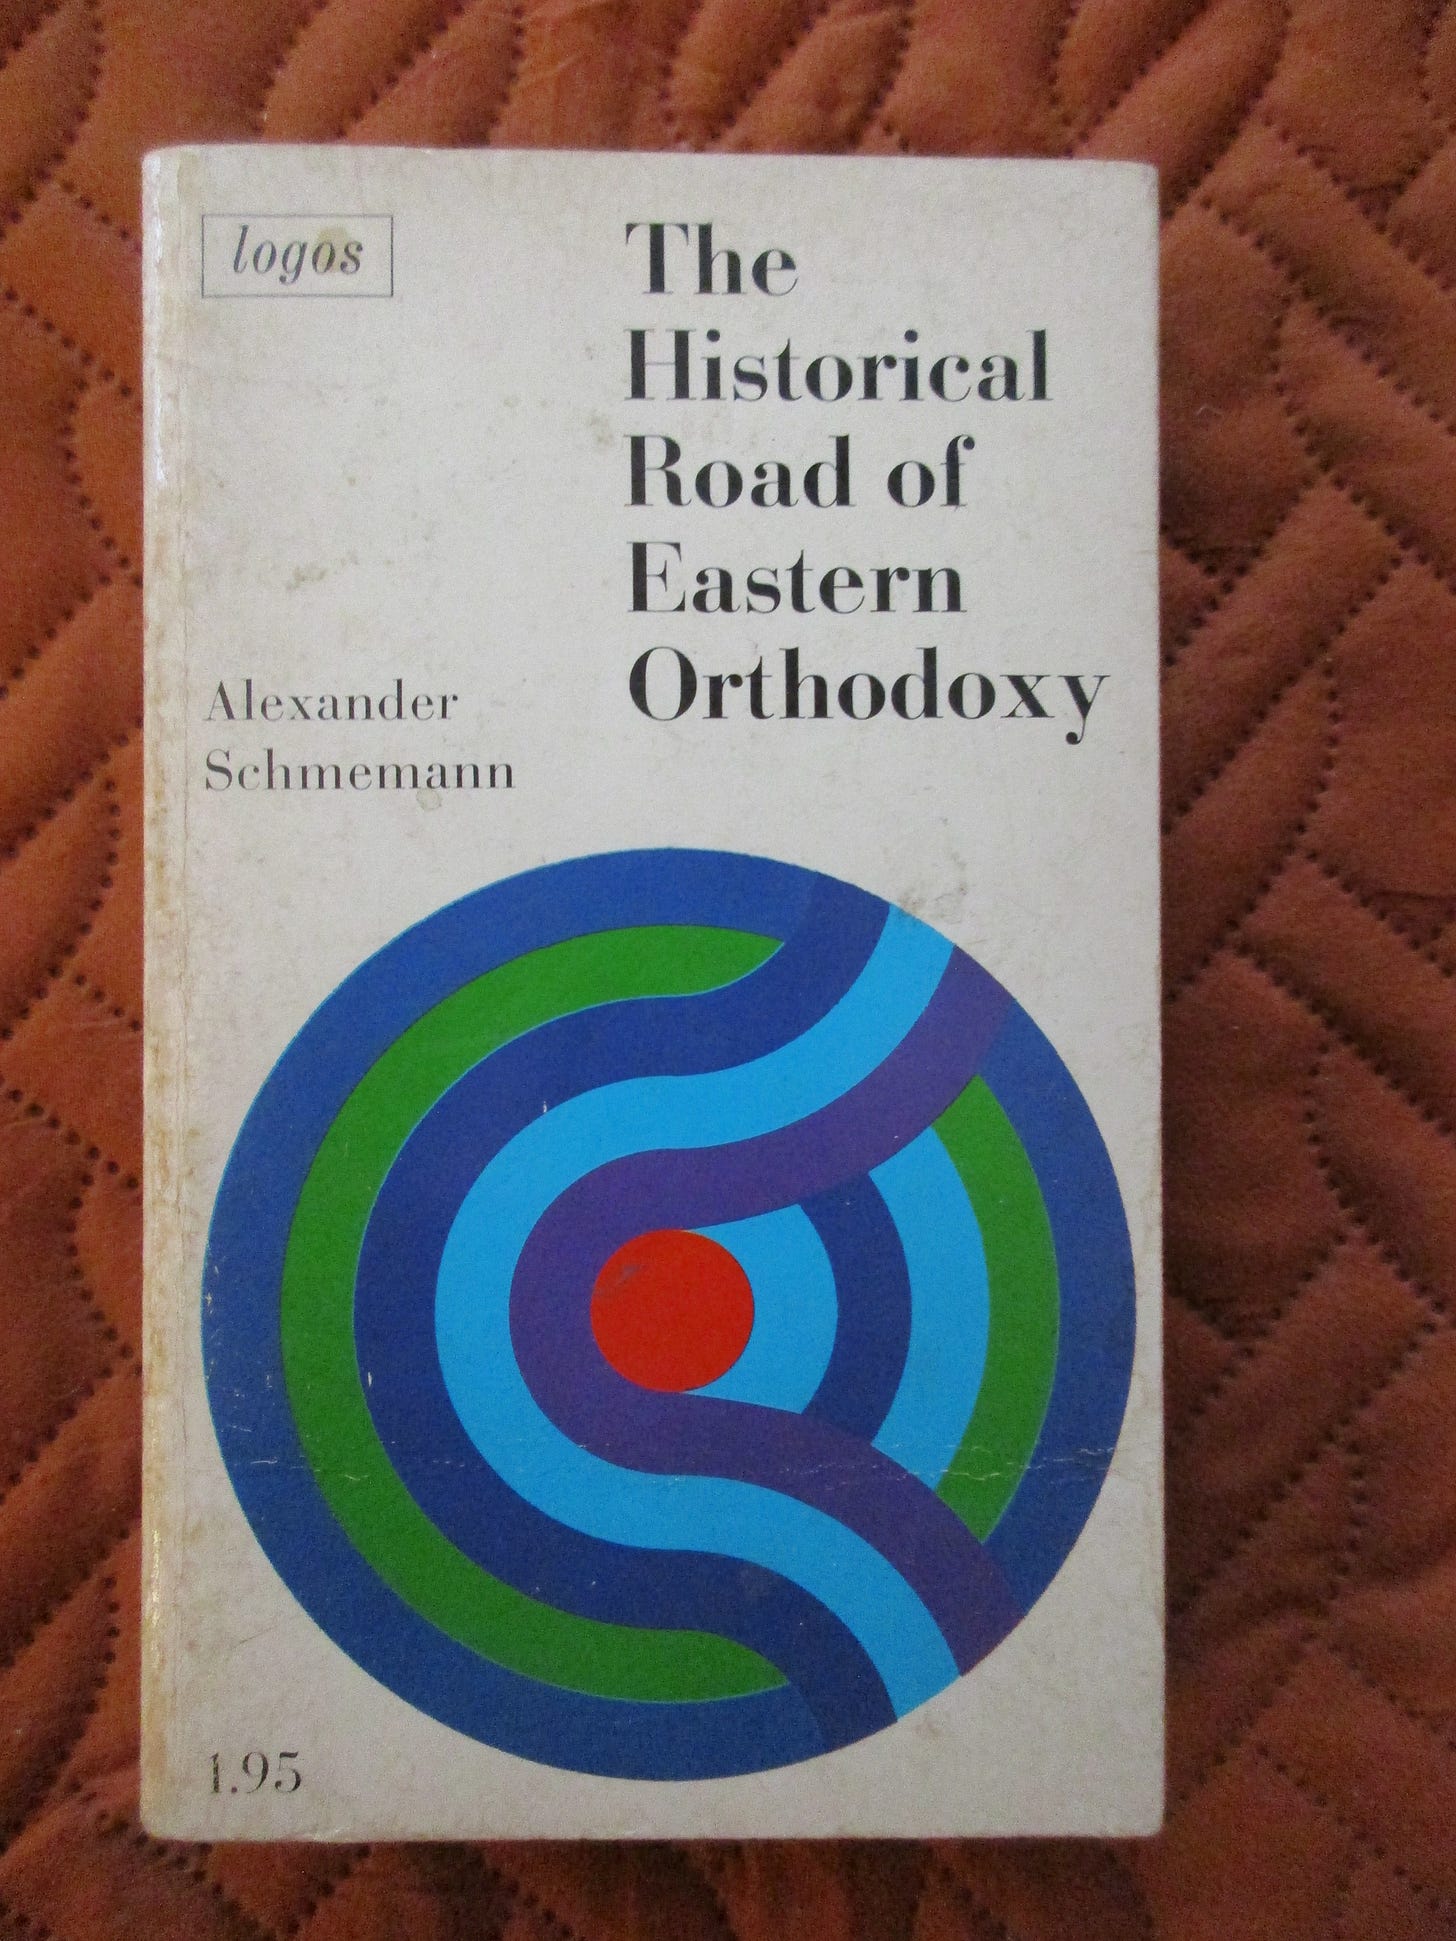 logos
The
Historical
Road of
Eastern
Orthodoxy
Alexander
Schmemann
1.95